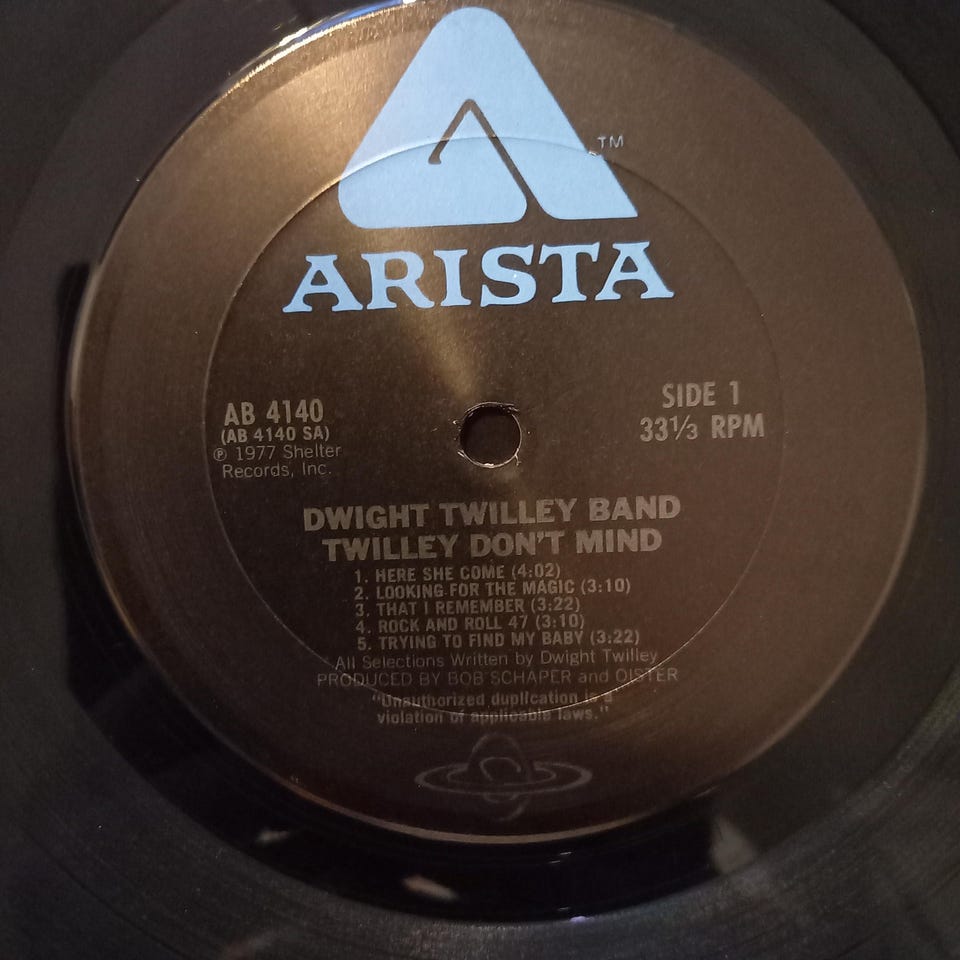 TM
ARISTA
AB 4140
(AB 4140 SA)
℗ 1977 Shelter
Records, Inc.
SIDE 1
33⅓ RPM
DWIGHT TWILLEY BAND
TWILLEY DON'T MIND
1. HERE SHE COME (4:02)
2. LOOKING FOR THE MAGIC (3:10)
3. THAT I REMEMBER (3:22)
4. ROCK AND ROLL 47 (3:10)
5. TRYING TO FIND MY BABY (3:22)
All Selections Written by Dwight Twilley
PRODUCED BY BOB SCHAPER and OISTER
"Unauthorized duplication is a
violation of applicable laws."